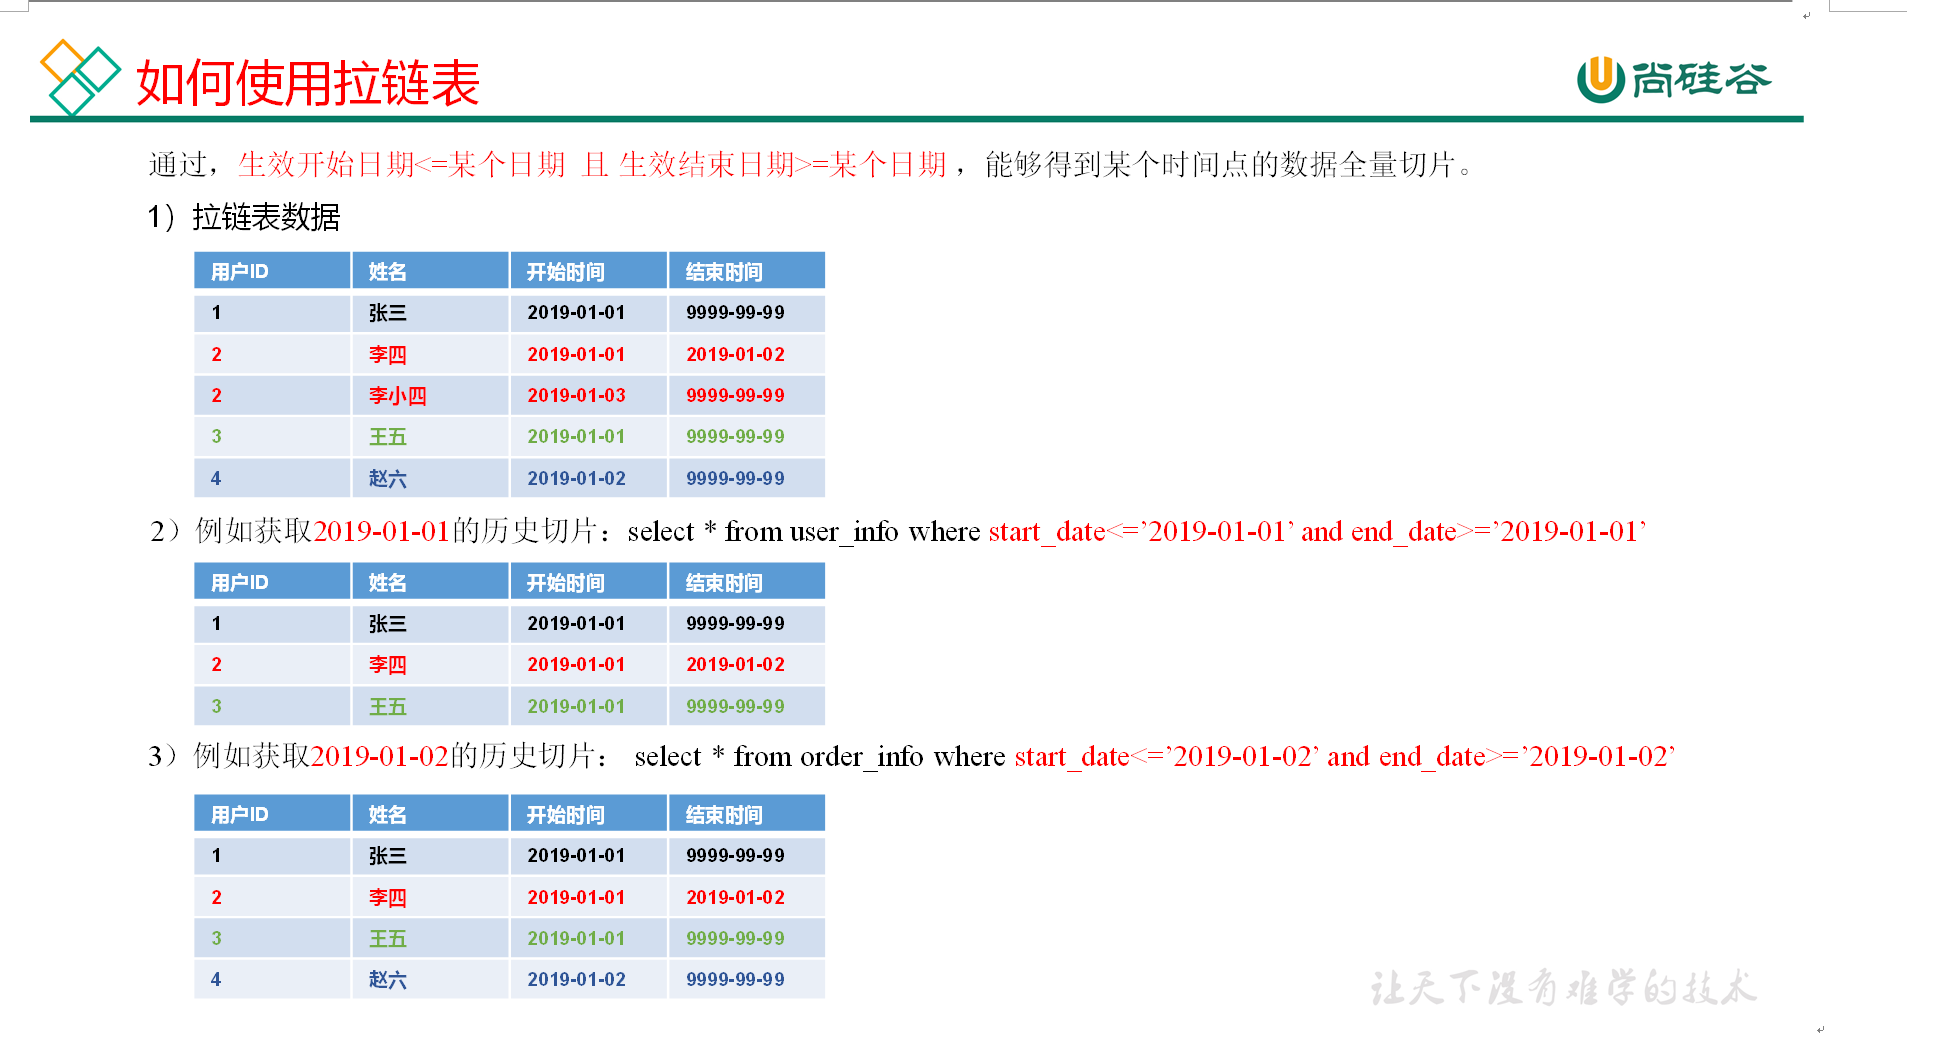 如何使用拉链表
尚硅谷
通过，生效开始日期<=某个日期 且 生效结束日期>=某个日期 ，能够得到某个时间点的数据全量切片。
1）拉链表数据
用户ID 姓名 开始时间 结束时间
1 张三 2019-01-01 9999-99-99
2 李四 2019-01-01 2019-01-02
2 李小四 2019-01-03 9999-99-99
3 王五 2019-01-01 9999-99-99
4 赵六 2019-01-02 9999-99-99
2）例如获取2019-01-01的历史切片：select * from user_info where start_date<=’2019-01-01’ and end_date>=’2019-01-01’
用户ID 姓名 开始时间 结束时间
1 张三 2019-01-01 9999-99-99
2 李四 2019-01-01 2019-01-02
3 王五 2019-01-01 9999-99-99
3）例如获取2019-01-02的历史切片： select * from order_info where start_date<=’2019-01-02’ and end_date>=’2019-01-02’
用户ID 姓名 开始时间 结束时间
1 张三 2019-01-01 9999-99-99
2 李四 2019-01-01 2019-01-02
3 王五 2019-01-01 9999-99-99
4 赵六 2019-01-02 9999-99-99
让天下没有难学的技术